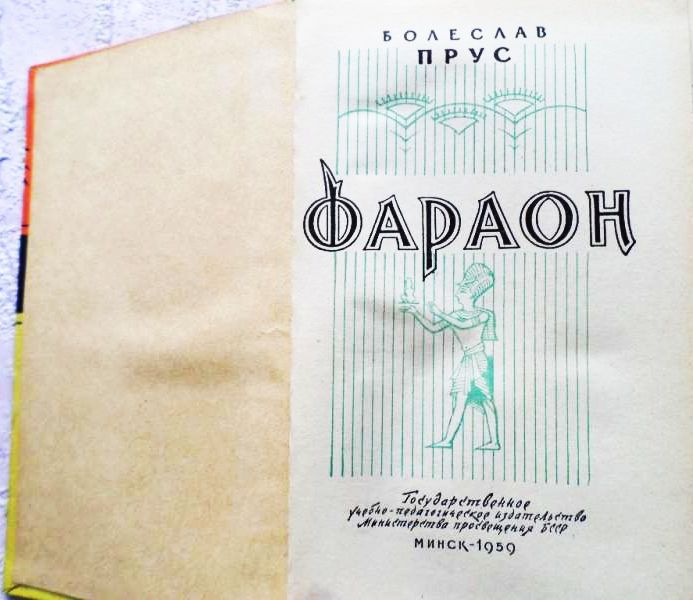 БОЛЕСЛАВ
ПРУС
ФАРАОН
Государственное
учебно-педагогическое издательство
Министерства просвещения БССР
МИНСК-1959